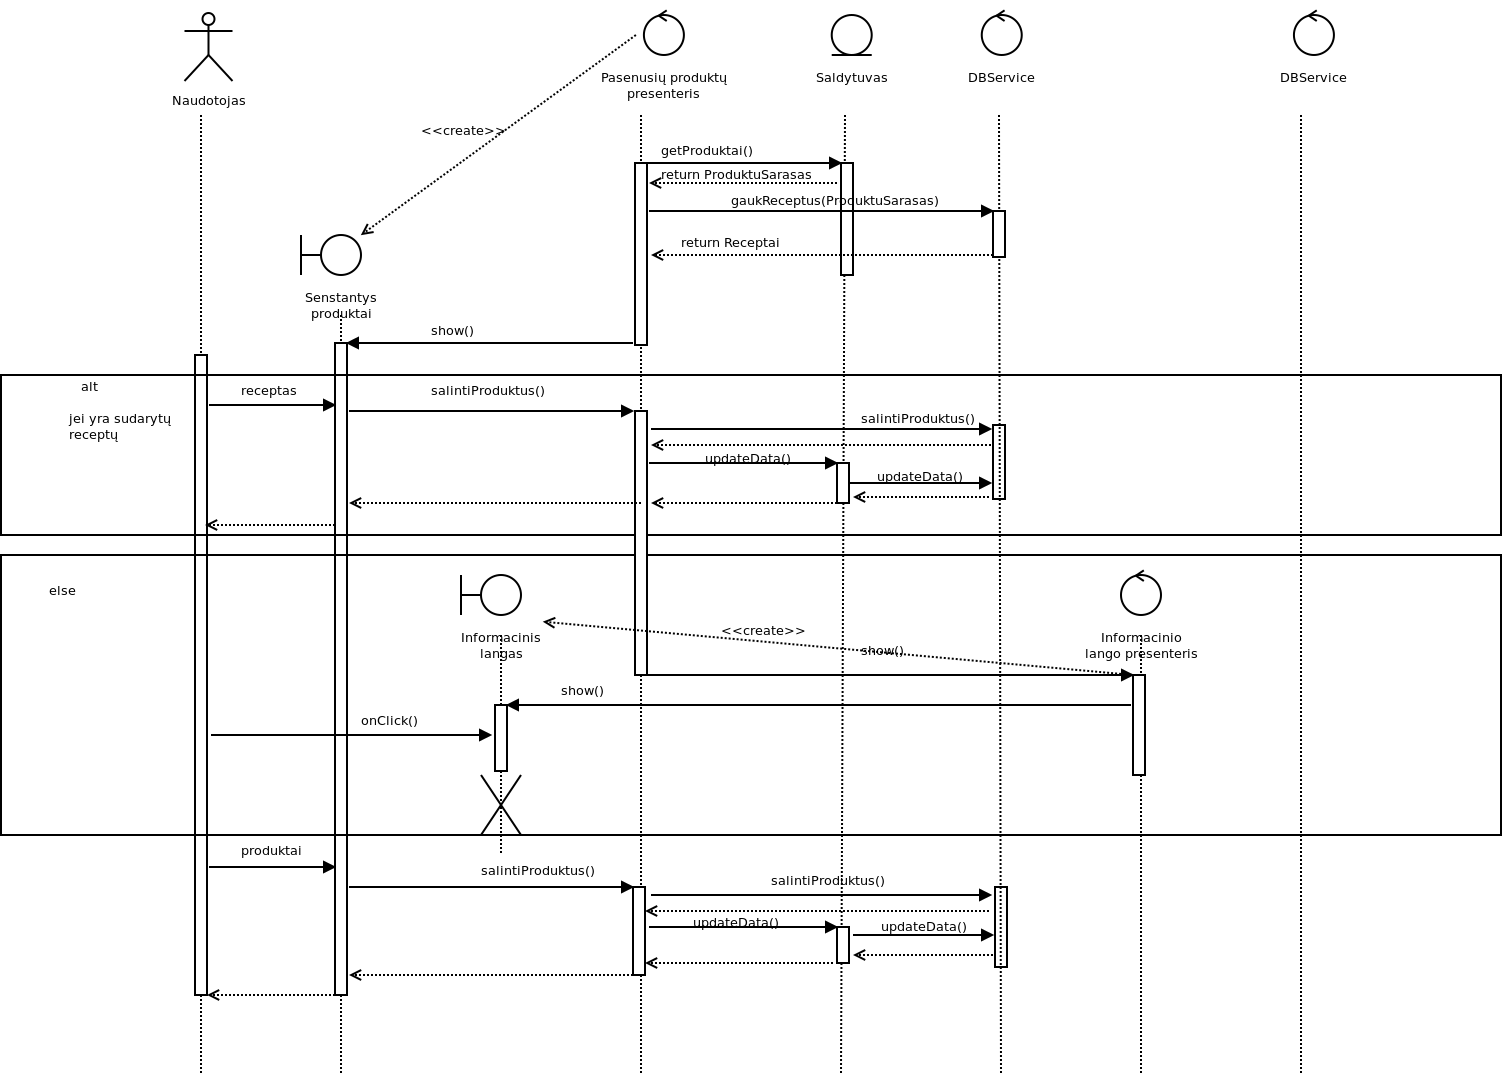 Naudotojas
Pasenusių produktų
presenteris
Saldytuvas
DBService
DBService
<<create>>
getProduktai()
return ProduktuSarasas
gaukReceptus(ProduktuSarasas)
return Receptai
Senstantys
produktai
show()
alt
jei yra sudarytų
receptų
receptas
salintiProduktus()
salintiProduktus()
updateData()
updateData()
else
Informacinis
langas
<<create>>
show()
Informacinio
lango presenteris
show()
onClick()
produktai
salintiProduktus()
salintiProduktus()
updateData()
updateData()